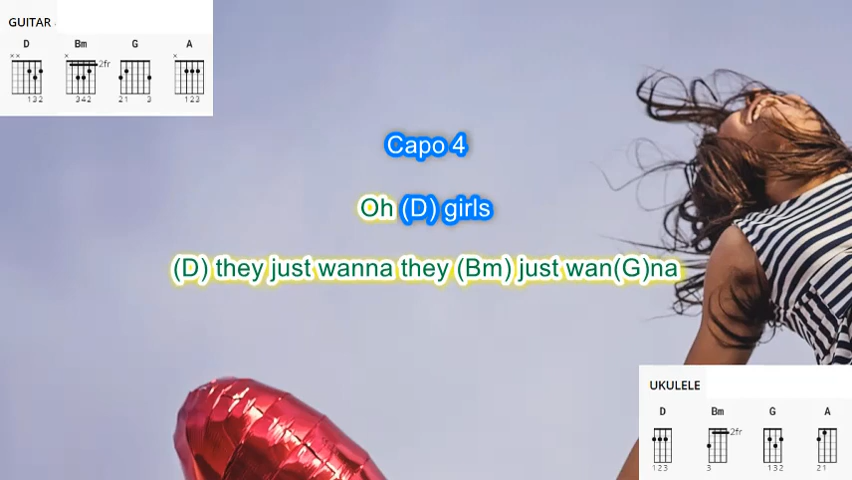 GUITAR
D Bm G A
×× × ×
2fr
132 342 21 3 123
Capo 4
Oh (D) girls
(D) they just wanna they (Bm) just wan(G)na
UKULELE
D Bm G A
2fr
123 3 132 21